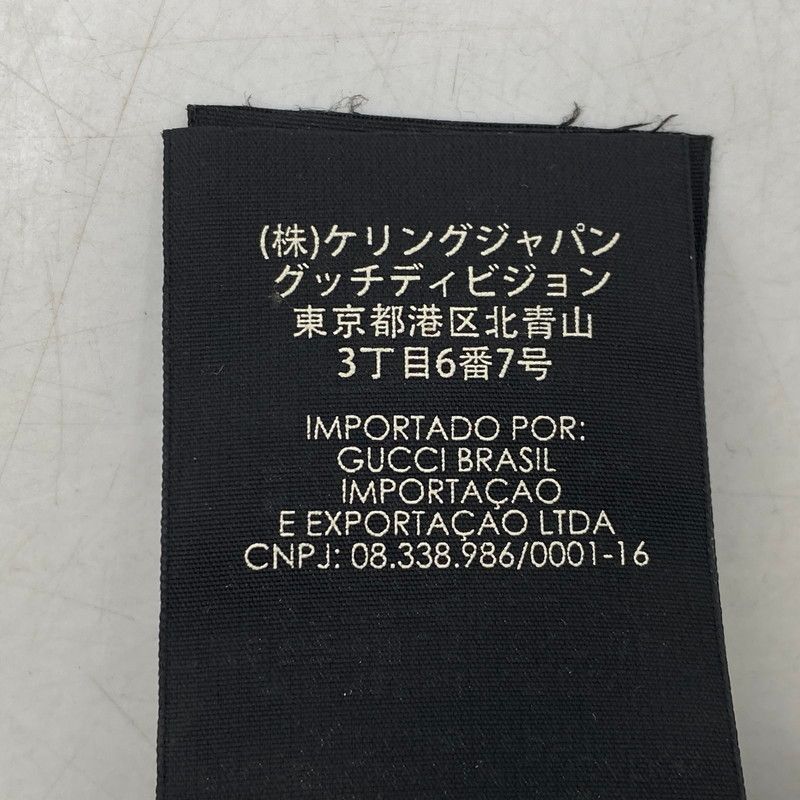 (株)ケリングジャパン
グッチディビジョン
東京都港区北青山
3丁目6番7号
IMPORTADO POR:
GUCCI BRASIL
IMPORTAÇAO
E EXPORTAÇAO LTDA
CNPJ: 08.338.986/0001-16